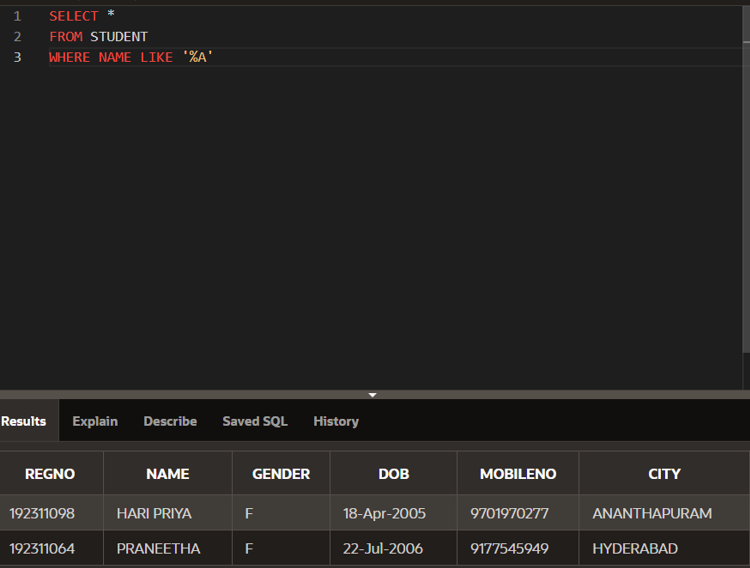 1 SELECT *
2 FROM STUDENT
3 WHERE NAME LIKE '%A'
Results Explain Describe Saved SQL History
REGNO NAME GENDER DOB MOBILENO CITY
192311098 HARI PRIYA F 18-Apr-2005 9701970277 ANANTHAPURAM
192311064 PRANEETHA F 22-Jul-2006 9177545949 HYDERABAD